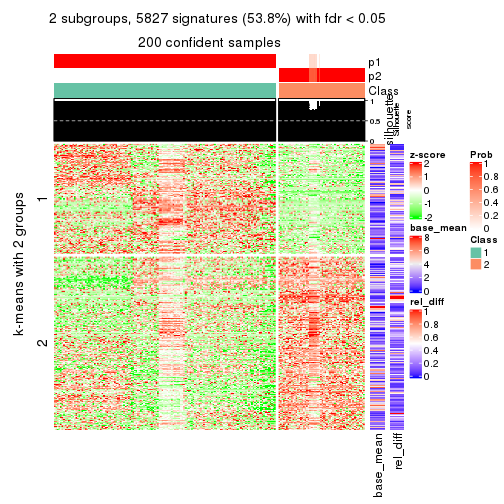 2 subgroups, 5827 signatures (53.8%) with fdr < 0.05
200 confident samples
p1
p2
Class
1
0.5
0
silhouette
Silhouette
score
k-means with 2 groups
1
2
base_mean
rel_diff
z-score
2
1
0
-1
-2
base_mean
8
6
4
2
0
rel_diff
1
0.8
0.6
0.4
0.2
0
Prob
1
0.8
0.6
0.4
0.2
0
Class
1
2